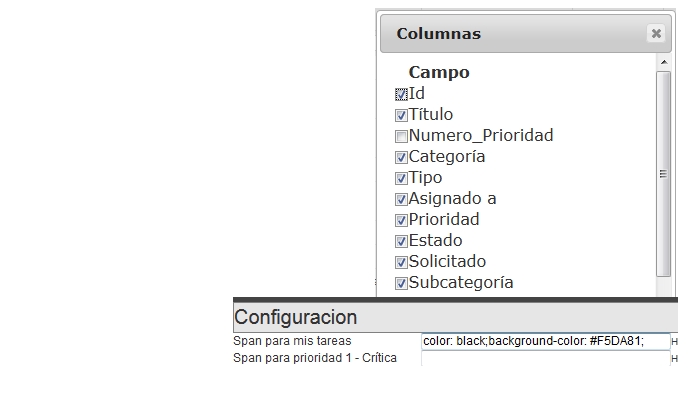 Columnas
Campo
Id
Título
Numero_Prioridad
Categoría
Tipo
Asignado a
Prioridad
Estado
Solicitado
Subcategoría
Configuracion
Span para mis tareas color: black;background-color: #F5DA81; H
Span para prioridad 1 - Crítica H